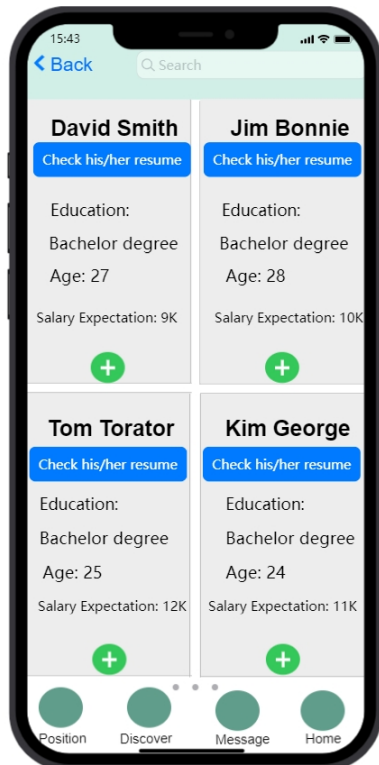 15:43
Back
Search
David Smith
Check his/her resume
Education:
Bachelor degree
Age: 27
Salary Expectation: 9K
Jim Bonnie
Check his/her resume
Education:
Bachelor degree
Age: 28
Salary Expectation: 10K
Tom Torator
Check his/her resume
Education:
Bachelor degree
Age: 25
Salary Expectation: 12K
Kim George
Check his/her resume
Education:
Bachelor degree
Age: 24
Salary Expectation: 11K
Position
Discover
Message
Home